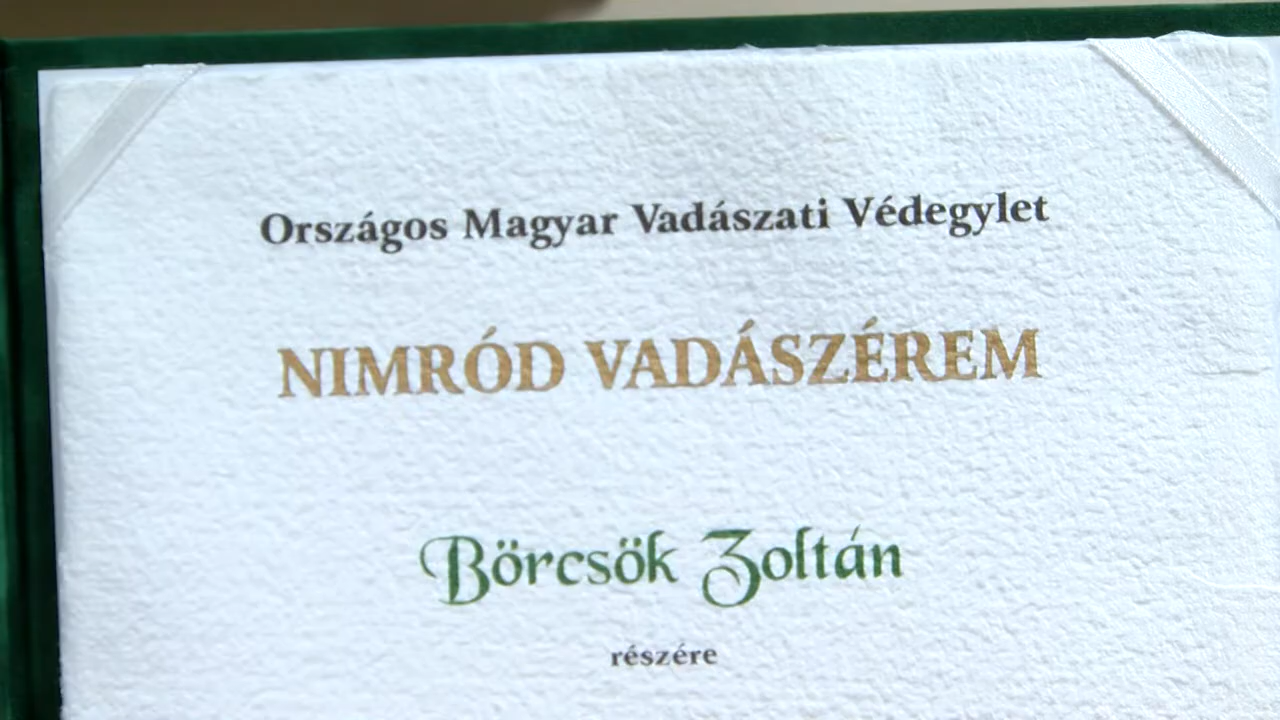 Országos Magyar Vadászati Védegylet
NIMRÓD VADÁSZÉREM
Börcsök Zoltán
részére